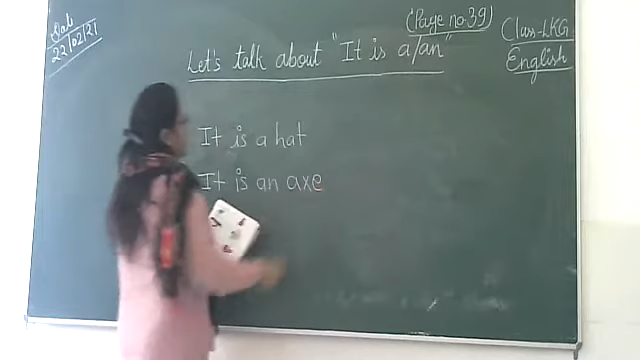 22/02/21
(Page no.39)
Class-LKG
English
Let's talk about "It is a/an"
It is a hat
It is an axe